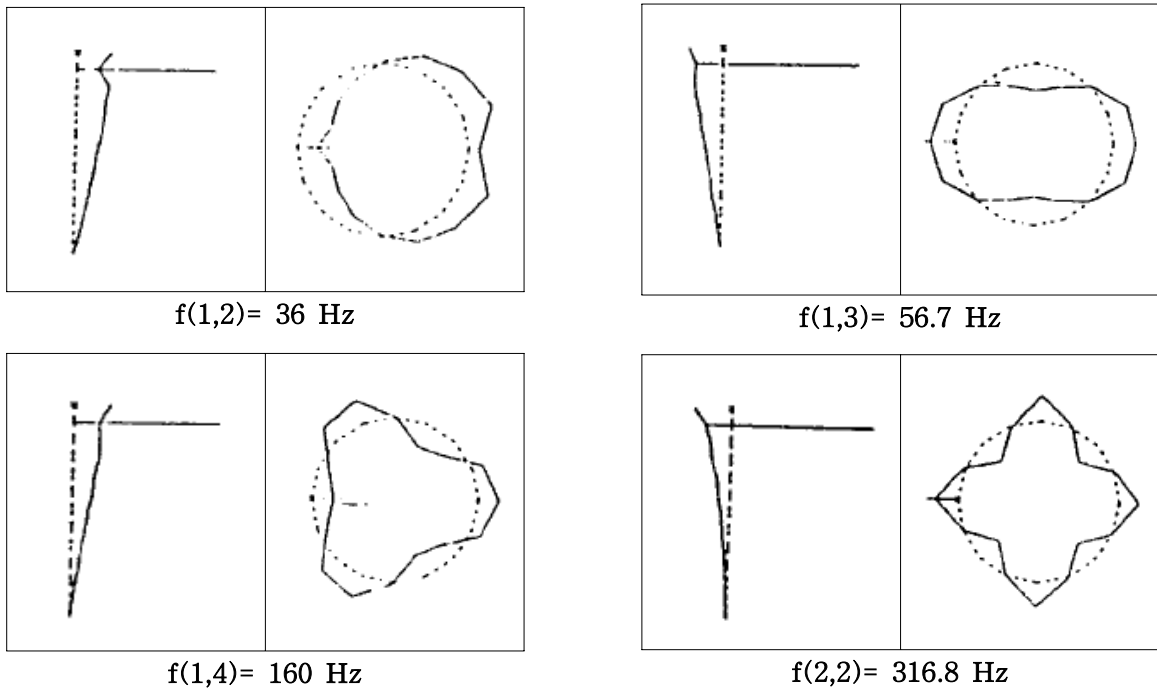 f(1,2)= 36 Hz
f(1,3)= 56.7 Hz
f(1,4)= 160 Hz
f(2,2)= 316.8 Hz